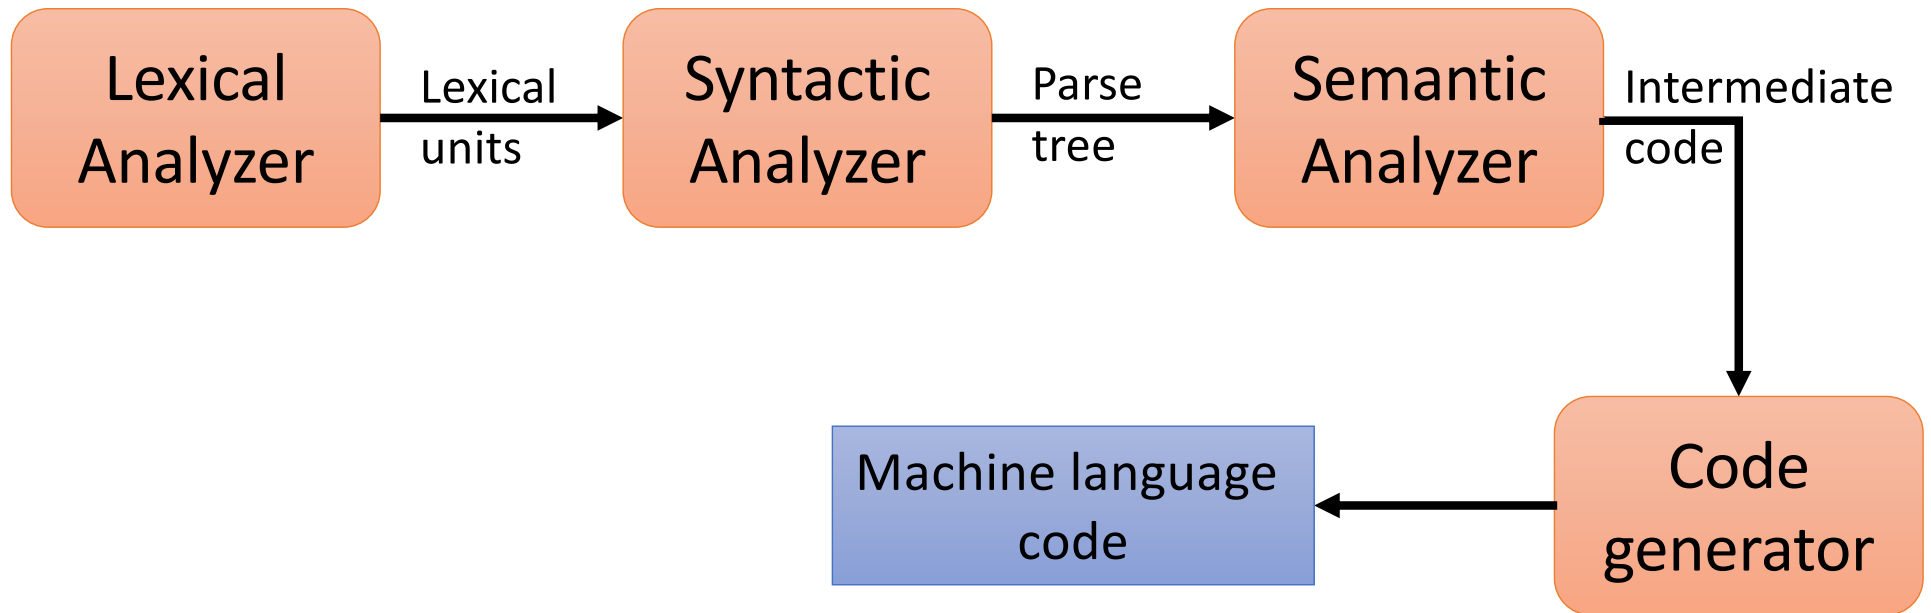 Lexical
Analyzer
Lexical
units
Syntactic
Analyzer
Parse
tree
Semantic
Analyzer
Intermediate
code
Code
generator
Machine language
code